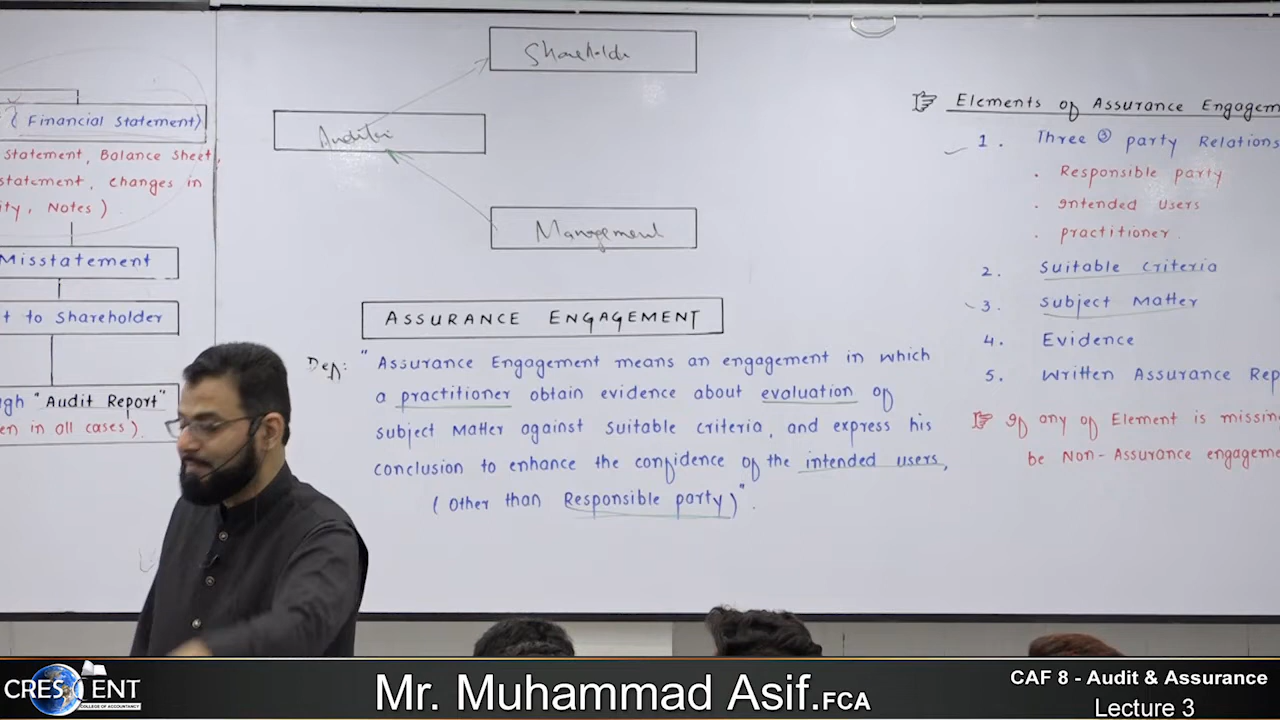 (Financial Statement)
statement, Balance Sheet,
statement, Changes in
ity, Notes)
Misstatement
t to Shareholder
gh "Audit Report"
en in all cases).
Management
ASSURANCE ENGAGEMENT
Def: "Assurance Engagement means an engagement in which
a practitioner obtain evidence about evaluation of
subject Matter against suitable criteria, and express his
conclusion to enhance the confidence of the intended users,
(other than Responsible party)".
Elements of Assurance Engagem
1. Three ③ party Relations
. Responsible party
. Intended Users
. practitioner.
2. Suitable Criteria
3. Subject Matter
4. Evidence
5. Written Assurance Rep
If any of Element is missin
be Non-Assurance engageme
CRESCENT
COLLEGE OF ACCOUNTANCY
Mr. Muhammad Asif.FCA
CAF 8 - Audit & Assurance
Lecture 3